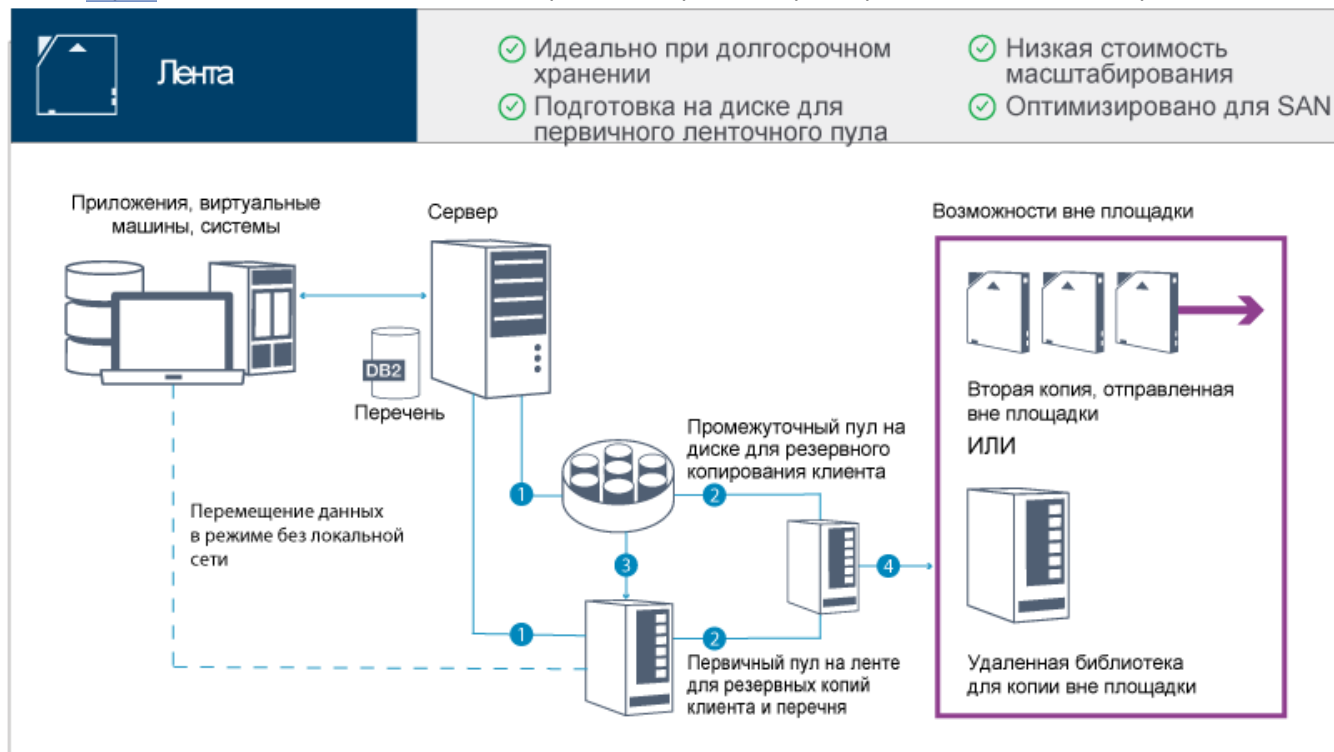 Лента
Идеально при долгосрочном
хранении
Подготовка на диске для
первичного ленточного пула
Низкая стоимость
масштабирования
Оптимизировано для SAN
Приложения, виртуальные
машины, системы
Сервер
DB2
Перечень
Перемещение данных
в режиме без локальной
сети
Промежуточный пул на
диске для резервного
копирования клиента
1
2
3
4
1
2
Первичный пул на ленте
для резервных копий
клиента и перечня
Возможности вне площадки
Вторая копия, отправленная
вне площадки
ИЛИ
Удаленная библиотека
для копии вне площадки